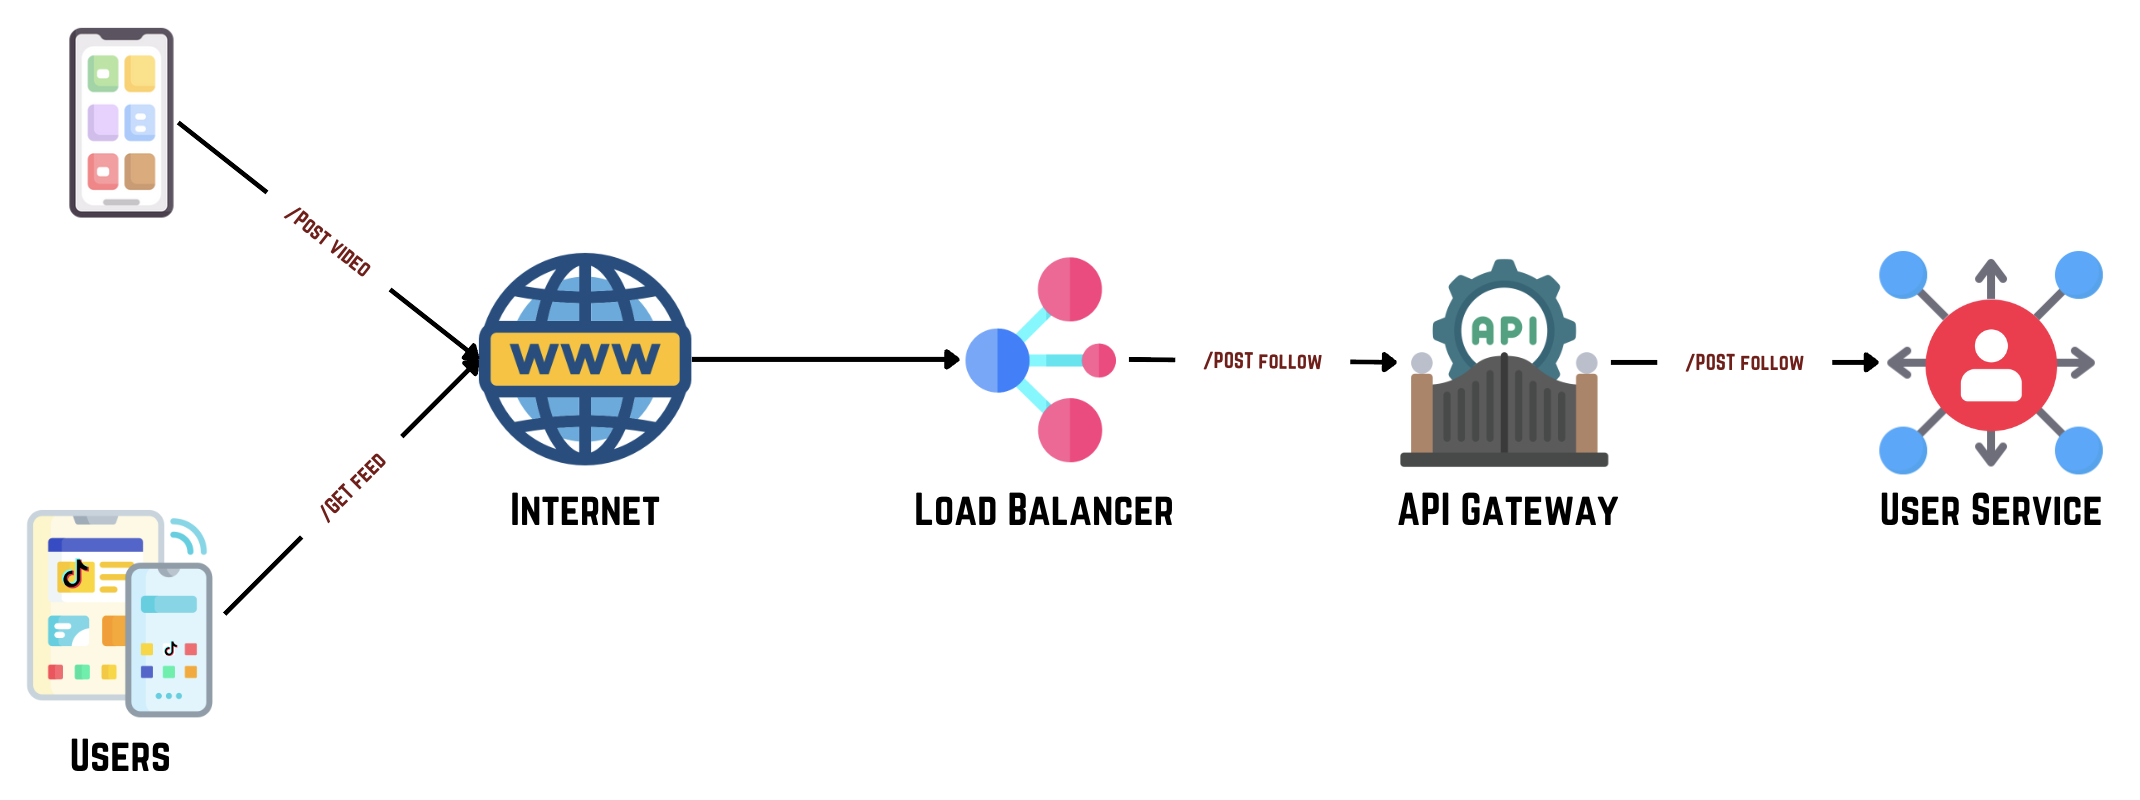 /Post video
/Get feed
WWW
Internet
Load Balancer
/POST follow
API
API Gateway
/POST follow
User Service
Users